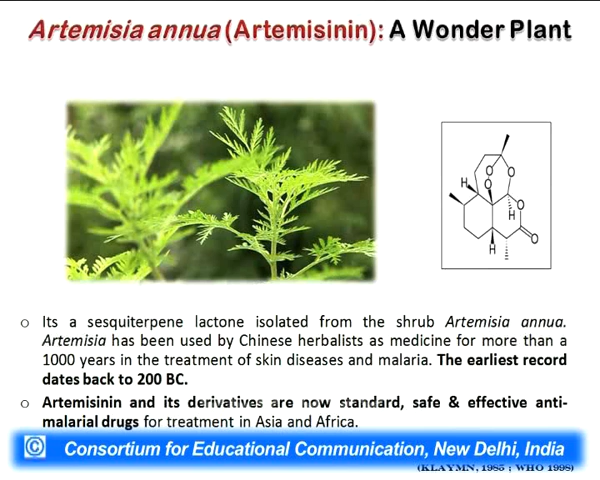 Artemisia annua (Artemisinin): A Wonder Plant
H
O
O
O
O
H
O
H
o Its a sesquiterpene lactone isolated from the shrub Artemisia annua.
Artemisia has been used by Chinese herbalists as medicine for more than a
1000 years in the treatment of skin diseases and malaria. The earliest record
dates back to 200 BC.
o Artemisinin and its derivatives are now standard, safe & effective anti-
malarial drugs for treatment in Asia and Africa.
© Consortium for Educational Communication, New Delhi, India
(KLAYMN, 1985 ; WHO 1998)